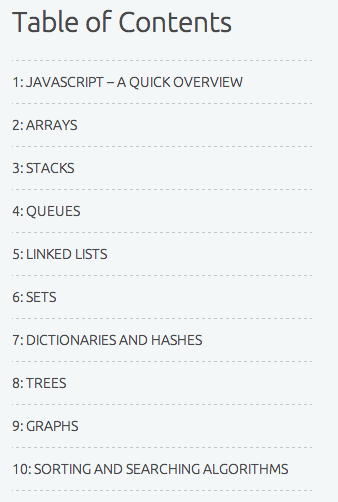 Table of Contents
1: JAVASCRIPT – A QUICK OVERVIEW
2: ARRAYS
3: STACKS
4: QUEUES
5: LINKED LISTS
6: SETS
7: DICTIONARIES AND HASHES
8: TREES
9: GRAPHS
10: SORTING AND SEARCHING ALGORITHMS